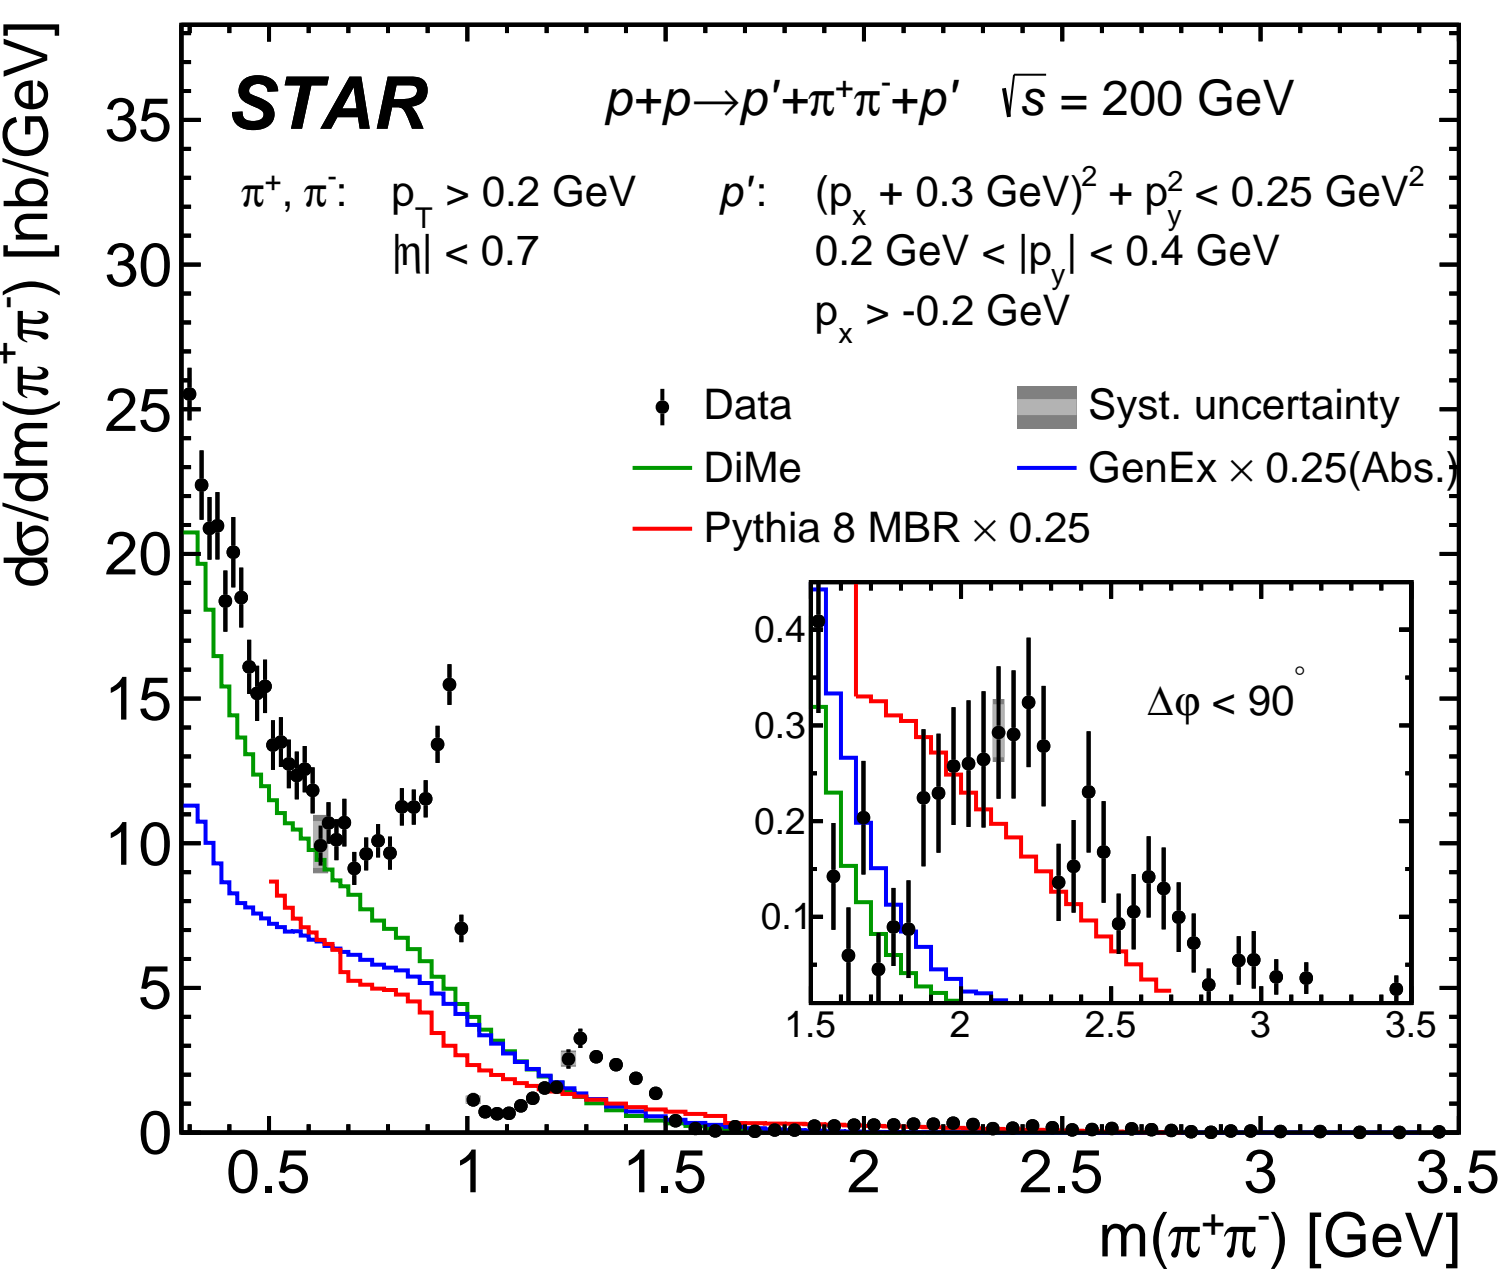 STAR p+p→p′+π⁺π⁻+p′ √s = 200 GeV
π⁺, π⁻: p_T > 0.2 GeV p′: (p_x + 0.3 GeV)² + p_y² < 0.25 GeV²
|η| < 0.7 0.2 GeV < |p_y| < 0.4 GeV
p_x > -0.2 GeV
Data Syst. uncertainty
DiMe GenEx × 0.25(Abs.)
Pythia 8 MBR × 0.25
dσ/dm(π⁺π⁻) [nb/GeV]
35
30
25
20
15
10
5
0
Δφ < 90°
0.4
0.3
0.2
0.1
1.5 2 2.5 3 3.5
0.5 1 1.5 2 2.5 3 3.5
m(π⁺π⁻) [GeV]